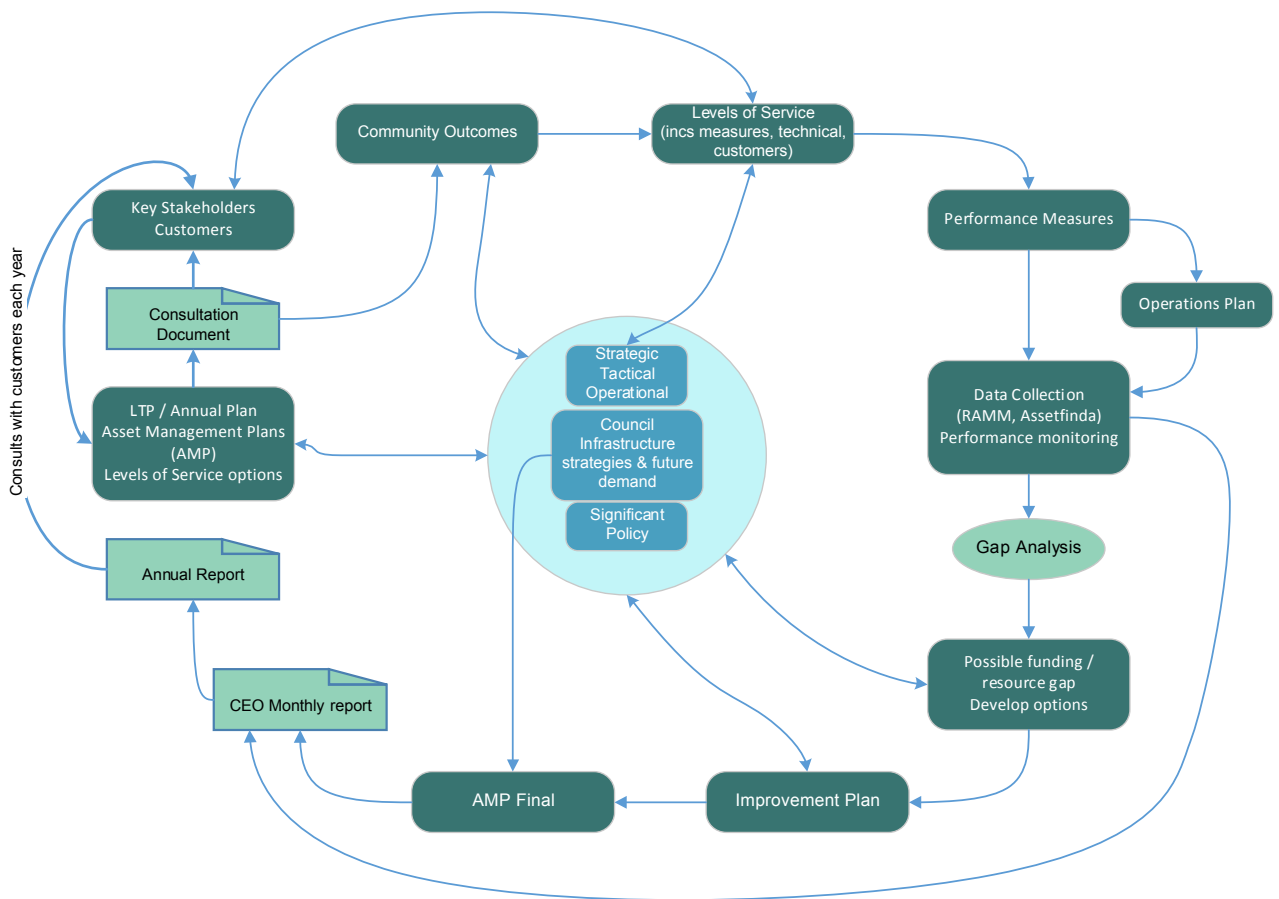 Community Outcomes
Levels of Service
(incs measures, technical,
customers)
Key Stakeholders
Customers
Performance Measures
Consults with customers each year
Consultation
Document
Operations Plan
Strategic
Tactical
Operational
LTP / Annual Plan
Asset Management Plans
(AMP)
Levels of Service options
Council
Infrastructure
strategies & future
demand
Data Collection
(RAMM, Assetfinda)
Performance monitoring
Significant
Policy
Gap Analysis
Annual Report
Possible funding /
resource gap
Develop options
CEO Monthly report
AMP Final
Improvement Plan